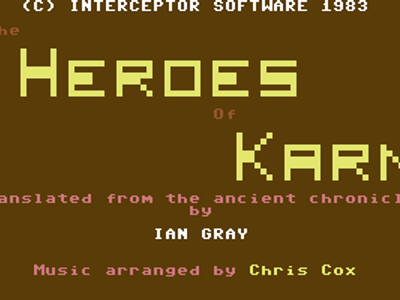 (C) INTERCEPTOR SOFTWARE 1983
he
HEROES
Of
KARN
anslated from the ancient chronicl
by
IAN GRAY
Music arranged by Chris Cox